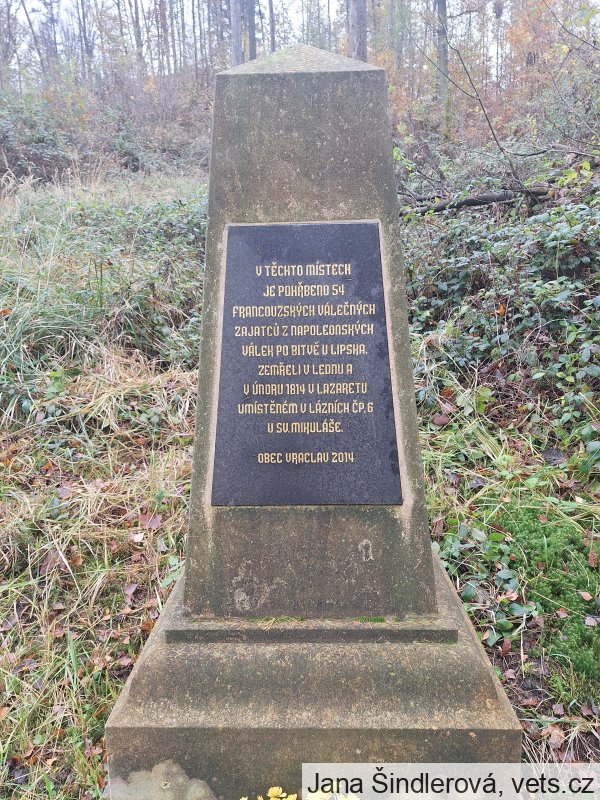 V TĚCHTO MÍSTECH
JE POHŘBENO 54
FRANCOUZSKÝCH VÁLEČNÝCH
ZAJATCŮ Z NAPOLEONSKÝCH
VÁLEK PO BITVĚ U LIPSKA.
ZEMŘELI V LEDNU A
V ÚNORU 1814 V LAZARETU
UMÍSTĚNÉM V LÁZNÍCH ČP. 6
U SV. MIKULÁŠE.
OBEC VRACLAV 2014
Jana Šindlerová, vets.cz